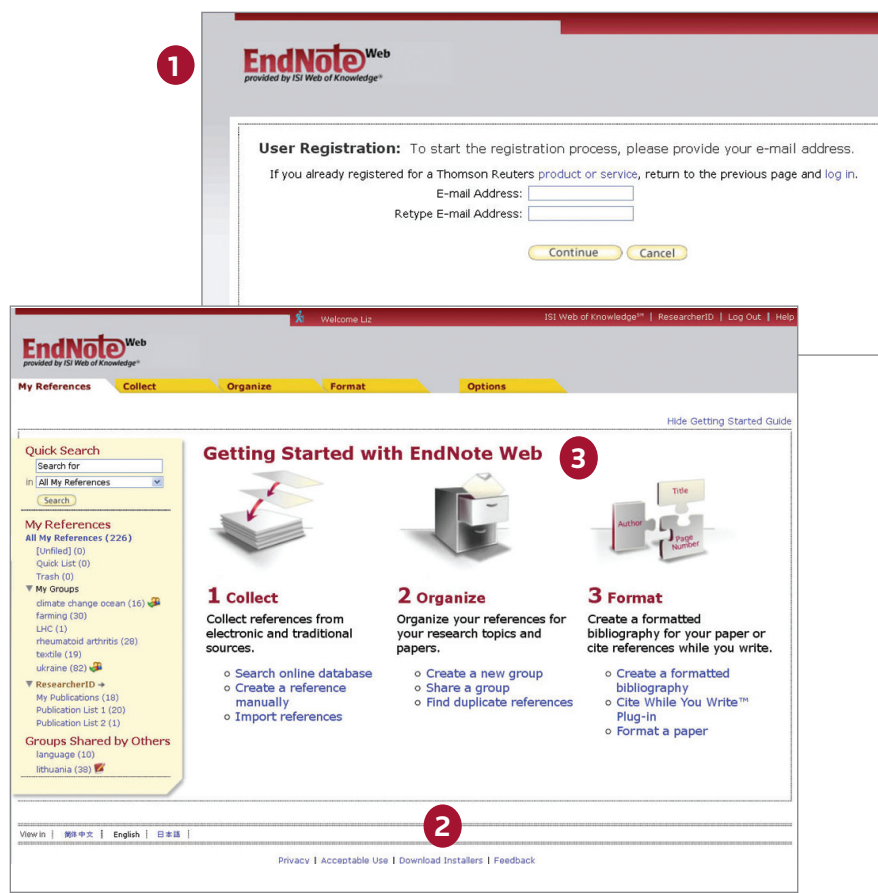 1
EndNote Web
provided by ISI Web of Knowledge®
User Registration: To start the registration process, please provide your e-mail address.
If you already registered for a Thomson Reuters product or service, return to the previous page and log in.
E-mail Address:
Retype E-mail Address:
Continue Cancel
Welcome Liz ISI Web of Knowledge℠ | ResearcherID | Log Out | Help
EndNote Web
provided by ISI Web of Knowledge®
My References Collect Organize Format Options
Hide Getting Started Guide
Quick Search
Search for
in All My References
Search
My References
All My References (226)
[Unfiled] (0)
Quick List (0)
Trash (0)
▼ My Groups
climate change ocean (16)
farming (30)
LHC (1)
rheumatoid arthritis (28)
textile (19)
ukraine (82)
▼ ResearcherID →
My Publications (18)
Publication List 1 (20)
Publication List 2 (1)
Groups Shared by Others
language (10)
lithuania (38)
Getting Started with EndNote Web 3
1 Collect
Collect references from
electronic and traditional
sources.
Search online database
Create a reference
manually
Import references
2 Organize
Organize your references for
your research topics and
papers.
Create a new group
Share a group
Find duplicate references
Title
Author
Page
Number
3 Format
Create a formatted
bibliography for your paper or
cite references while you write.
Create a formatted
bibliography
Cite While You Write™
Plug-in
Format a paper
2
View in | 简体中文 | English | 日本語 |
Privacy | Acceptable Use | Download Installers | Feedback